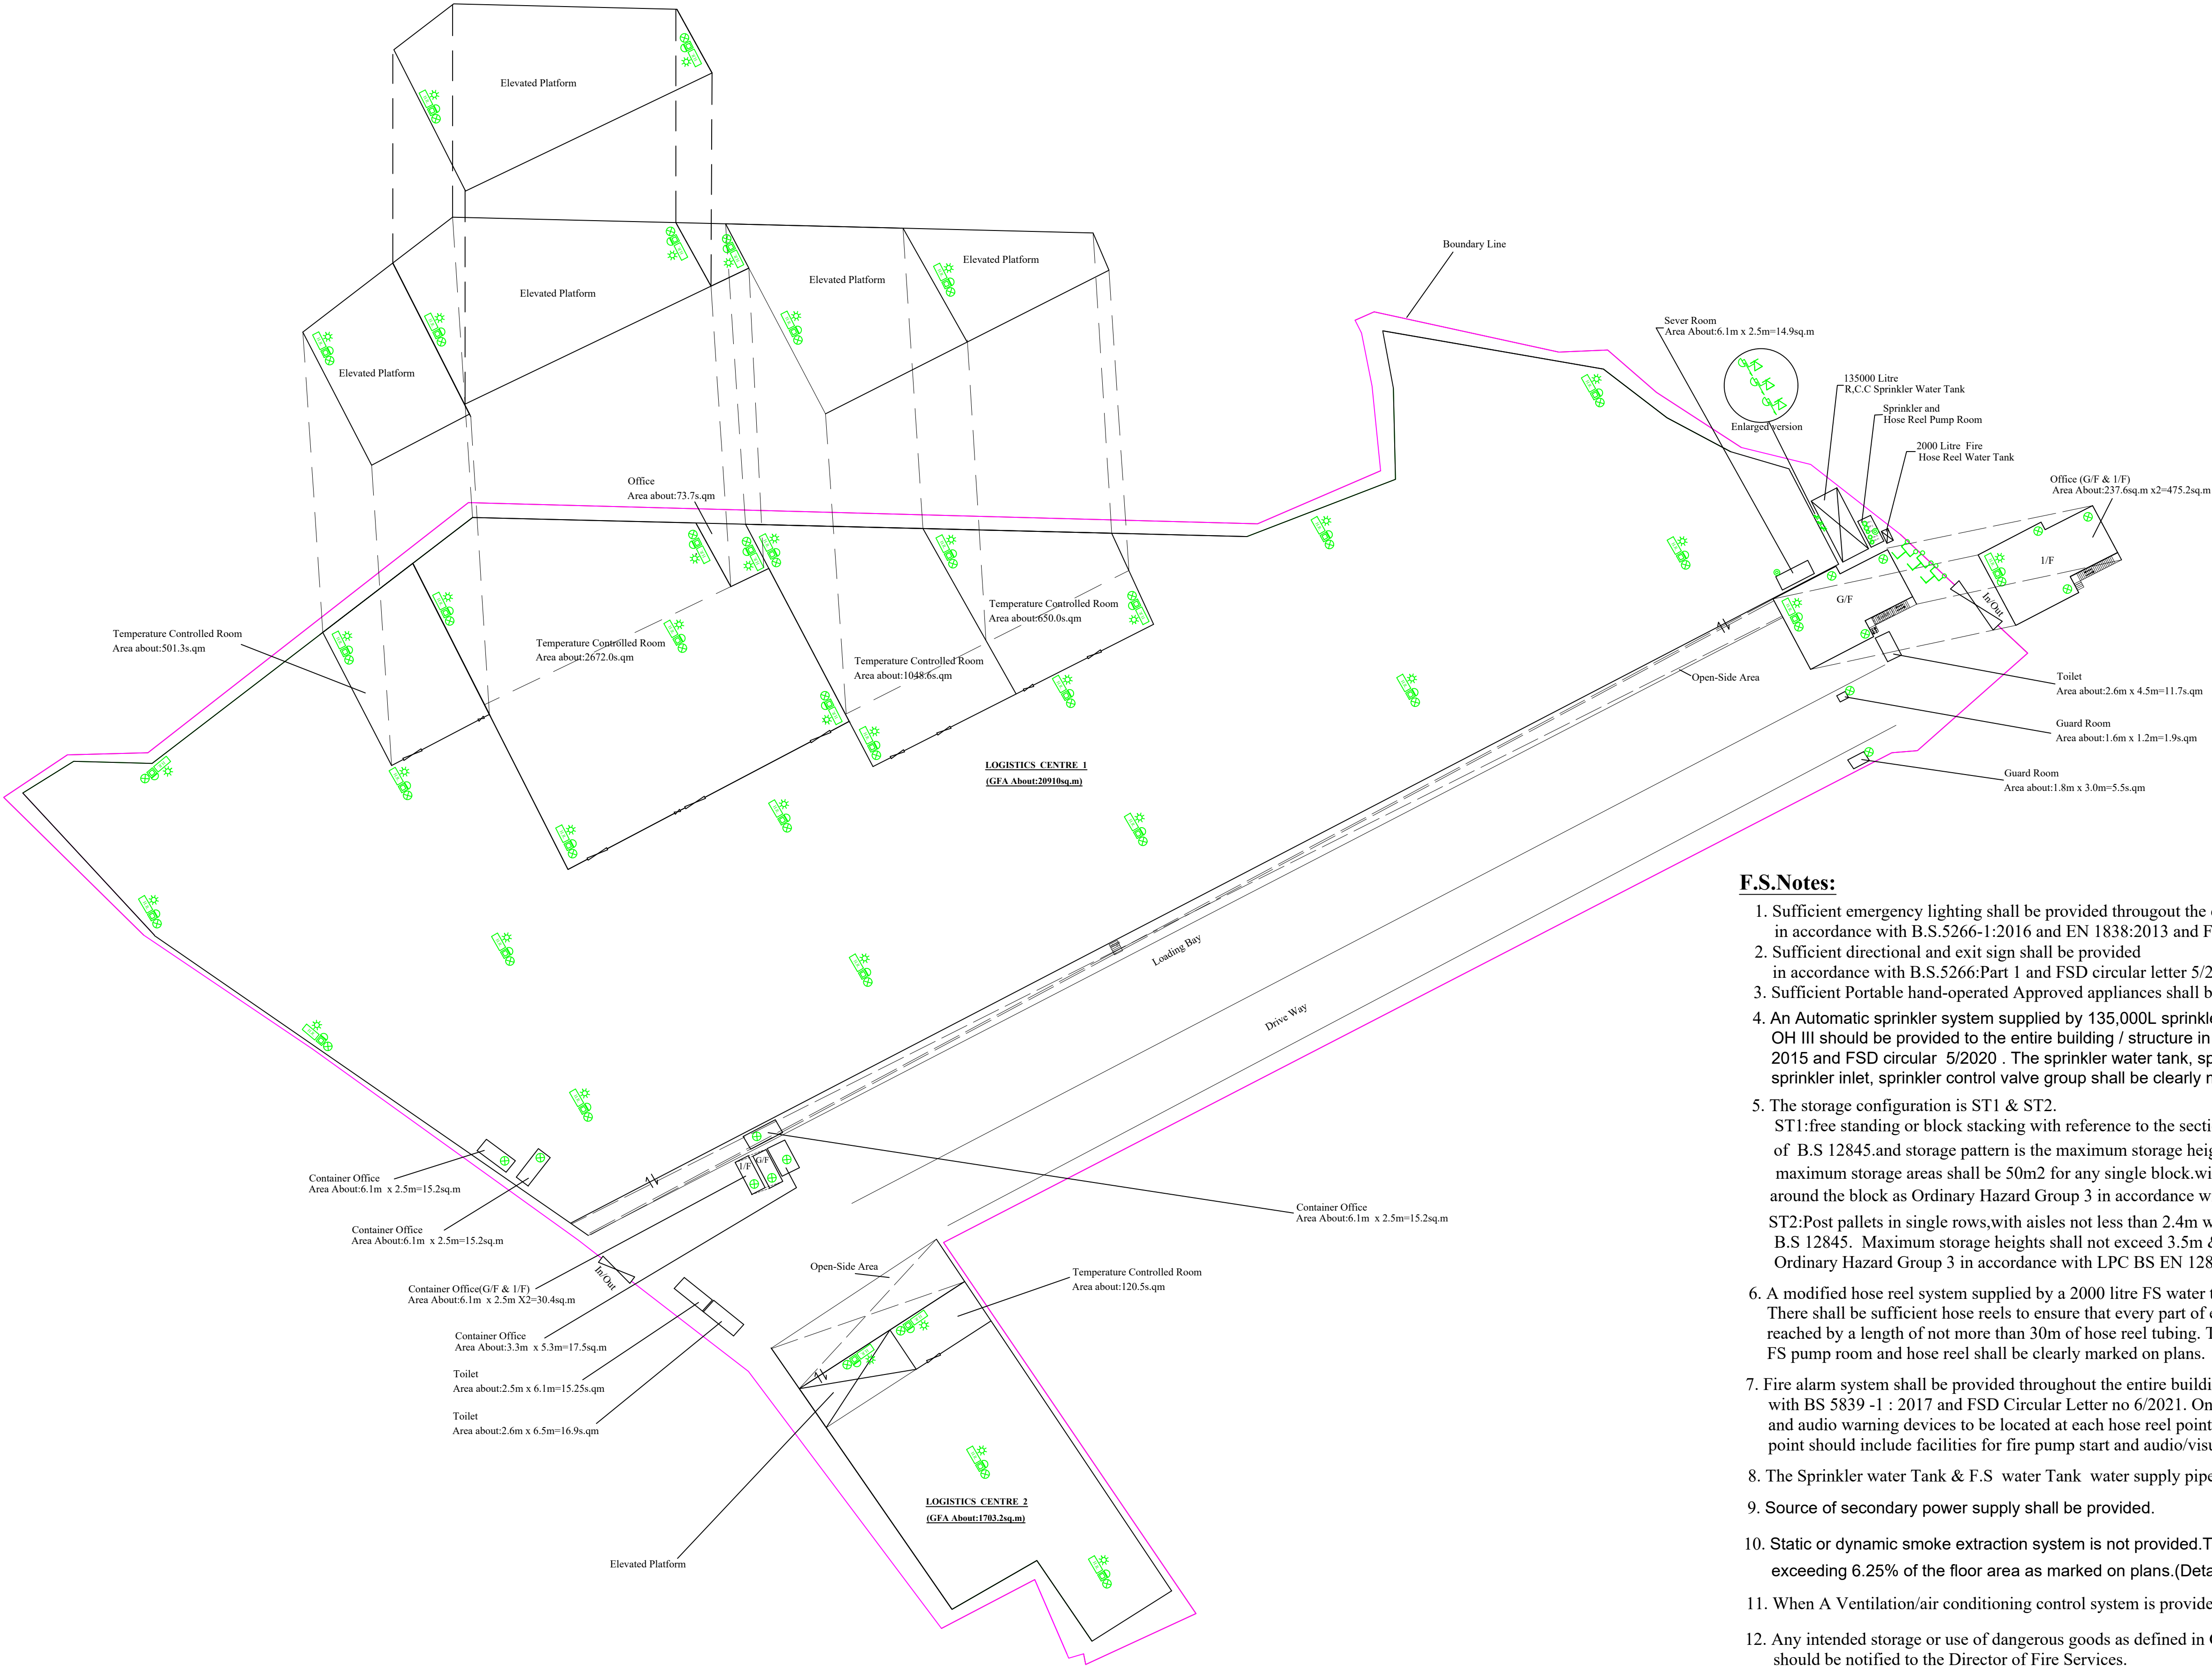 Elevated Platform
Elevated Platform
Elevated Platform
Elevated Platform
Elevated Platform
Boundary Line
Sever Room
Area About:6.1m x 2.5m=14.9sq.m
135000 Litre
R,C.C Sprinkler Water Tank
Sprinkler and
Hose Reel Pump Room
Enlarged version
2000 Litre Fire
Hose Reel Water Tank
Office (G/F & 1/F)
Area About:237.6sq.m x2=475.2sq.m
Office
Area about:73.7s.qm
1/F
G/F
In/Out
Temperature Controlled Room
Area about:501.3s.qm
Temperature Controlled Room
Area about:2672.0s.qm
Temperature Controlled Room
Area about:650.0s.qm
Temperature Controlled Room
Area about:1048.6s.qm
Open-Side Area
Toilet
Area about:2.6m x 4.5m=11.7s.qm
Guard Room
Area about:1.6m x 1.2m=1.9s.qm
Guard Room
Area about:1.8m x 3.0m=5.5s.qm
LOGISTICS CENTRE 1
(GFA About:20910sq.m)
Loading Bay
Drive Way
1/F
G/F
Container Office
Area About:6.1m x 2.5m=15.2sq.m
Container Office
Area About:6.1m x 2.5m=15.2sq.m
Container Office
Area About:6.1m x 2.5m=15.2sq.m
In/Out
Container Office(G/F & 1/F)
Area About:6.1m x 2.5m X2=30.4sq.m
Container Office
Area About:3.3m x 5.3m=17.5sq.m
Toilet
Area about:2.5m x 6.1m=15.25s.qm
Toilet
Area about:2.6m x 6.5m=16.9s.qm
Open-Side Area
Temperature Controlled Room
Area about:120.5s.qm
LOGISTICS CENTRE 2
(GFA About:1703.2sq.m)
Elevated Platform
F.S.Notes:
1. Sufficient emergency lighting shall be provided througout the
in accordance with B.S.5266-1:2016 and EN 1838:2013 and F
2. Sufficient directional and exit sign shall be provided
in accordance with B.S.5266:Part 1 and FSD circular letter 5/2
3. Sufficient Portable hand-operated Approved appliances shall b
4. An Automatic sprinkler system supplied by 135,000L sprinkle
OH III should be provided to the entire building / structure in
2015 and FSD circular 5/2020 . The sprinkler water tank, sp
sprinkler inlet, sprinkler control valve group shall be clearly
5. The storage configuration is ST1 & ST2.
ST1:free standing or block stacking with reference to the secti
of B.S 12845.and storage pattern is the maximum storage heig
maximum storage areas shall be 50m2 for any single block.wi
around the block as Ordinary Hazard Group 3 in accordance w
ST2:Post pallets in single rows,with aisles not less than 2.4m w
B.S 12845. Maximum storage heights shall not exceed 3.5m &
Ordinary Hazard Group 3 in accordance with LPC BS EN 128
6. A modified hose reel system supplied by a 2000 litre FS water t
There shall be sufficient hose reels to ensure that every part of
reached by a length of not more than 30m of hose reel tubing. T
FS pump room and hose reel shall be clearly marked on plans.
7. Fire alarm system shall be provided throughout the entire buildi
with BS 5839 -1 : 2017 and FSD Circular Letter no 6/2021. On
and audio warning devices to be located at each hose reel point
point should include facilities for fire pump start and audio/visu
8. The Sprinkler water Tank & F.S water Tank water supply pipe
9. Source of secondary power supply shall be provided.
10. Static or dynamic smoke extraction system is not provided.T
exceeding 6.25% of the floor area as marked on plans.(Deta
11. When A Ventilation/air conditioning control system is provide
12. Any intended storage or use of dangerous goods as defined in
should be notified to the Director of Fire Services.